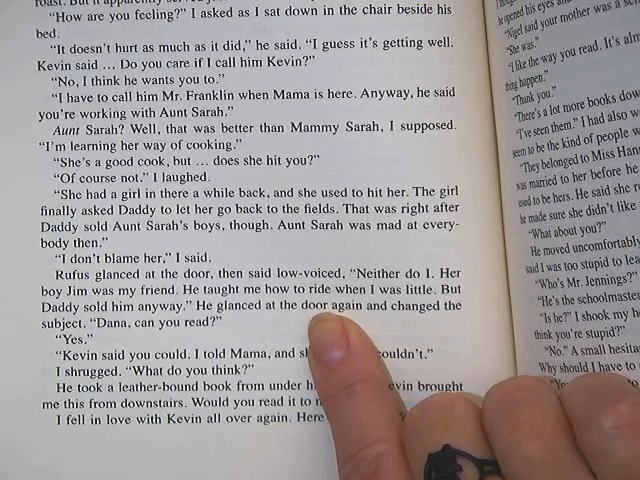 roast. But it apparently
"How are you feeling?" I asked as I sat down in the chair beside his
bed.
"It doesn't hurt as much as it did," he said. "I guess it's getting well.
Kevin said ... Do you care if I call him Kevin?"
"No, I think he wants you to."
"I have to call him Mr. Franklin when Mama is here. Anyway, he said
you're working with Aunt Sarah."
Aunt Sarah? Well, that was better than Mammy Sarah, I supposed.
"I'm learning her way of cooking."
"She's a good cook, but ... does she hit you?"
"Of course not." I laughed.
"She had a girl in there a while back, and she used to hit her. The girl
finally asked Daddy to let her go back to the fields. That was right after
Daddy sold Aunt Sarah's boys, though. Aunt Sarah was mad at every-
body then."
"I don't blame her," I said.
Rufus glanced at the door, then said low-voiced, "Neither do I. Her
boy Jim was my friend. He taught me how to ride when I was little. But
Daddy sold him anyway." He glanced at the door again and changed the
subject. "Dana, can you read?"
"Yes."
"Kevin said you could. I told Mama, and couldn't."
I shrugged. "What do you think?"
He took a leather-bound book from under brought
me this from downstairs. Would you read it to
I fell in love with Kevin all over again. Here
he opened his eyes and
"Nigel said your mother was a
"She was."
"I like the way you read. It's
thing happen."
"Thank you."
"There's a lot more books
"I've seen them." I had also
seem to be the kind of people
"They belonged to Miss
was married to her before he
used to be hers. He said she
he made sure she didn't like
"What about you?"
He moved uncomfortably
said I was too stupid to
"Who's Mr. Jennings?"
"He's the schoolmaster
"Is he?" I shook my
think you're stupid?"
"No." A small
Why should I have to